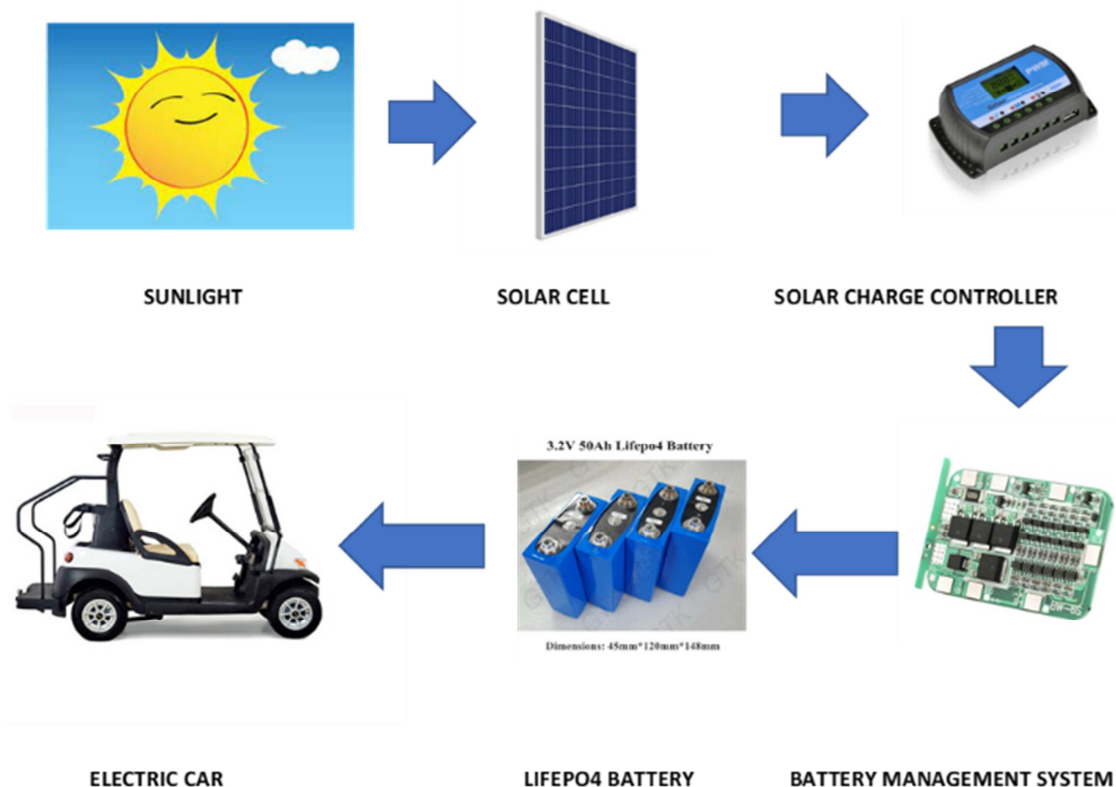 PWM
SUNLIGHT
SOLAR CELL
SOLAR CHARGE CONTROLLER
3.2V 50Ah Lifepo4 Battery
GTK
Dimensions: 45mm*120mm*148mm
ELECTRIC CAR
LIFEPO4 BATTERY
BATTERY MANAGEMENT SYSTEM